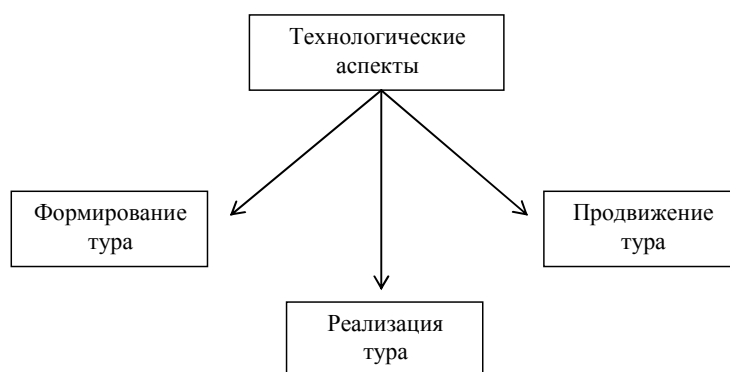 Технологические
аспекты
Формирование
тура
Продвижение
тура
Реализация
тура